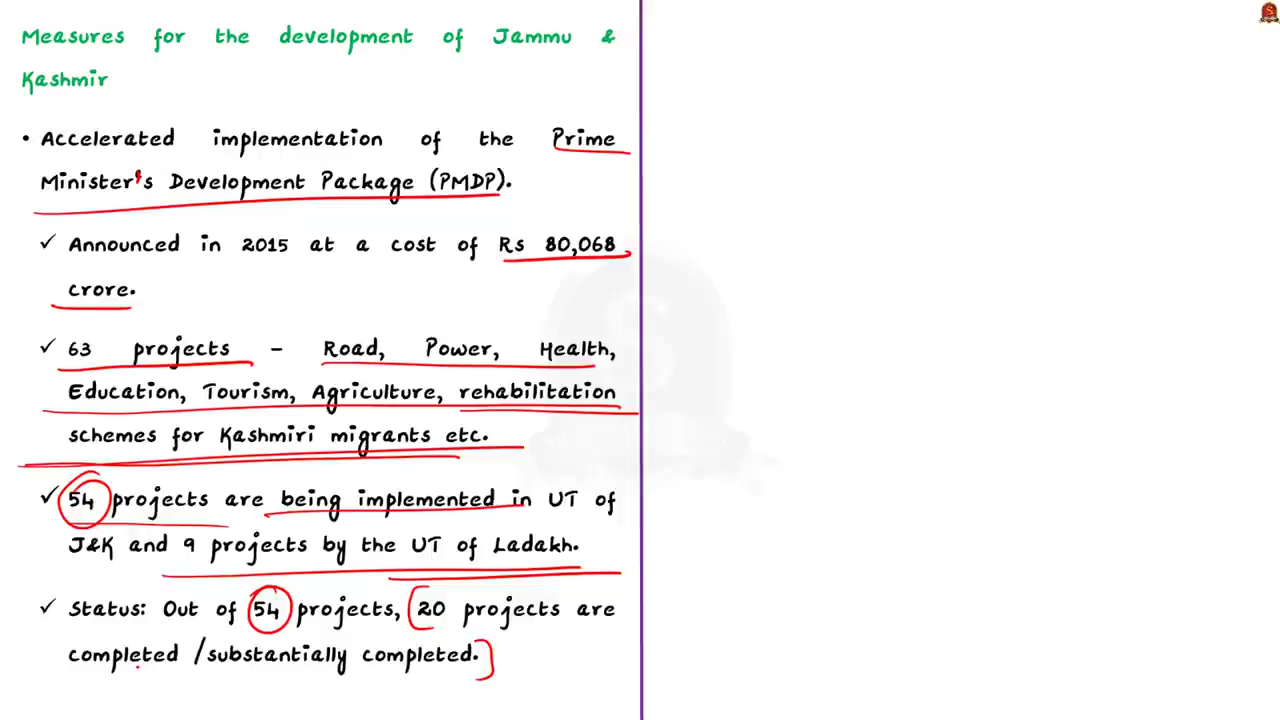 Measures for the development of Jammu &
Kashmir
• Accelerated implementation of the Prime
Minister's Development Package (PMDP).
✓ Announced in 2015 at a cost of Rs 80,068
crore.
✓ 63 projects - Road, Power, Health,
Education, Tourism, Agriculture, rehabilitation
schemes for Kashmiri migrants etc.
✓ 54 projects are being implemented in UT of
J&K and 9 projects by the UT of Ladakh.
✓ Status: Out of 54 projects, [20 projects are
completed /substantially completed.]